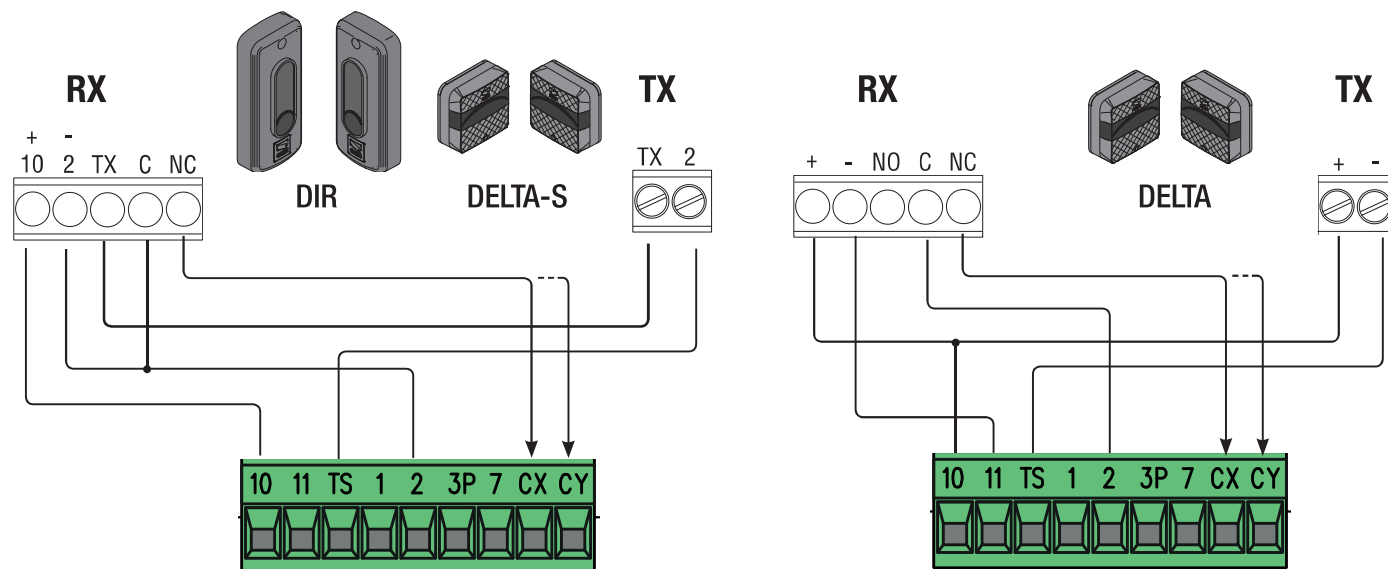 RX
TX
+ -
10 2 TX C NC
TX 2
DIR
DELTA-S
10 11 TS 1 2 3P 7 CX CY
RX
TX
+ - NO C NC
+ -
DELTA
10 11 TS 1 2 3P 7 CX CY